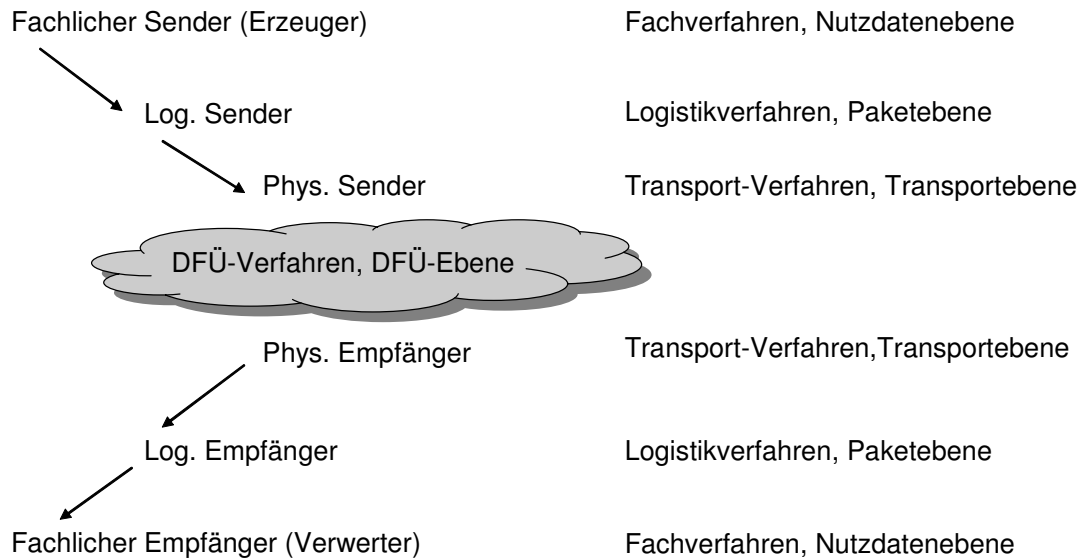 Fachlicher Sender (Erzeuger) Fachverfahren, Nutzdatenebene
Log. Sender Logistikverfahren, Paketebene
Phys. Sender Transport-Verfahren, Transportebene
DFÜ-Verfahren, DFÜ-Ebene
Phys. Empfänger Transport-Verfahren,Transportebene
Log. Empfänger Logistikverfahren, Paketebene
Fachlicher Empfänger (Verwerter) Fachverfahren, Nutzdatenebene